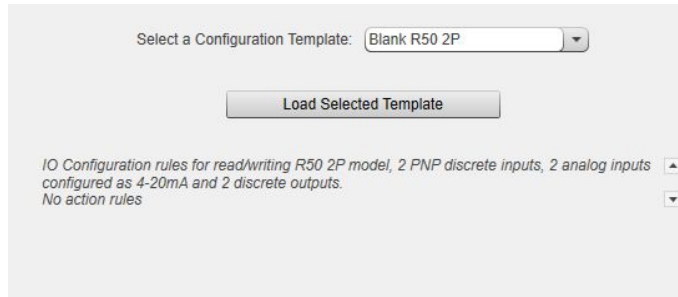 Select a Configuration Template: Blank R50 2P
Load Selected Template
IO Configuration rules for read/writing R50 2P model, 2 PNP discrete inputs, 2 analog inputs
configured as 4-20mA and 2 discrete outputs.
No action rules